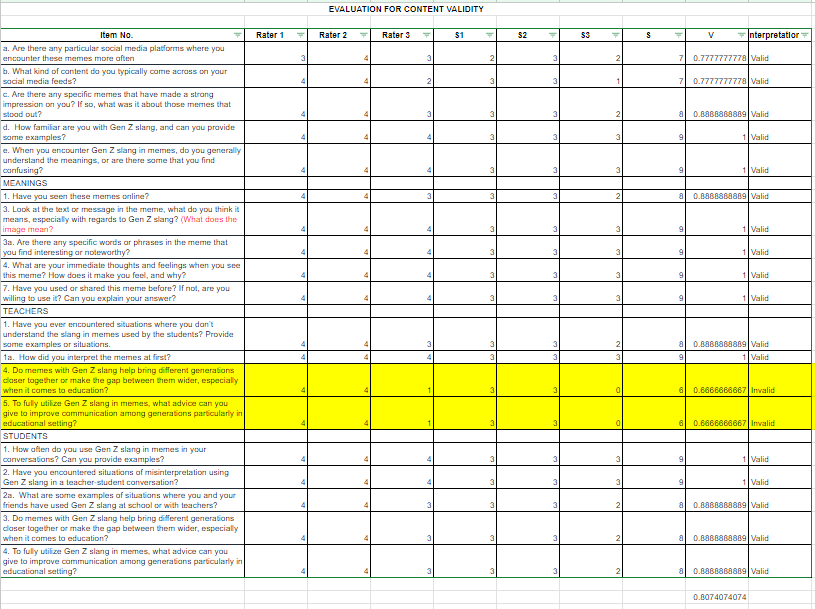 EVALUATION FOR CONTENT VALIDITY
Item No. Rater 1 Rater 2 Rater 3 S1 S2 S3 S V nterpretatior
a. Are there any particular social media platforms where you
encounter these memes more often 3 4 3 2 3 2 7 0.7777777778 Valid
b. What kind of content do you typically come across on your
social media feeds? 4 4 2 3 3 1 7 0.7777777778 Valid
c. Are there any specific memes that have made a strong
impression on you? If so, what was it about those memes that
stood out? 4 4 3 3 3 2 8 0.8888888889 Valid
d. How familiar are you with Gen Z slang, and can you provide
some examples? 4 4 4 3 3 3 9 1 Valid
e. When you encounter Gen Z slang in memes, do you generally
understand the meanings, or are there some that you find
confusing? 4 4 4 3 3 3 9 1 Valid
MEANINGS
1. Have you seen these memes online? 4 4 3 3 3 2 8 0.8888888889 Valid
3. Look at the text or message in the meme, what do you think it
means, especially with regards to Gen Z slang? (What does the
image mean? 4 4 4 3 3 3 9 1 Valid
3a. Are there any specific words or phrases in the meme that
you find interesting or noteworthy? 4 4 4 3 3 3 9 1 Valid
4. What are your immediate thoughts and feelings when you see
this meme? How does it make you feel, and why? 4 4 4 3 3 3 9 1 Valid
7. Have you used or shared this meme before? If not, are you
willing to use it? Can you explain your answer? 4 4 4 3 3 3 9 1 Valid
TEACHERS
1. Have you ever encountered situations where you don't
understand the slang in memes used by the students? Provide
some examples or situations. 4 4 3 3 3 2 8 0.8888888889 Valid
1a. How did you interpret the memes at first? 4 4 4 3 3 3 9 1 Valid
4. Do memes with Gen Z slang help bring different generations
closer together or make the gap between them wider, especially
when it comes to education? 4 4 1 3 3 0 6 0.6666666667 Invalid
5. To fully utilize Gen Z slang in memes, what advice can you
give to improve communication among generations particularly in
educational setting? 4 4 1 3 3 0 6 0.6666666667 Invalid
STUDENTS
1. How often do you use Gen Z slang in memes in your
conversations? Can you provide examples? 4 4 4 3 3 3 9 1 Valid
2. Have you encountered situations of misinterpretation using
Gen Z slang in a teacher-student conversation? 4 4 4 3 3 3 9 1 Valid
2a. What are some examples of situations where you and your
friends have used Gen Z slang at school or with teachers? 4 4 3 3 3 2 8 0.8888888889 Valid
3. Do memes with Gen Z slang help bring different generations
closer together or make the gap between them wider, especially
when it comes to education? 4 4 3 3 3 2 8 0.8888888889 Valid
4. To fully utilize Gen Z slang in memes, what advice can you
give to improve communication among generations particularly in
educational setting? 4 4 3 3 3 2 8 0.8888888889 Valid
0.8074074074